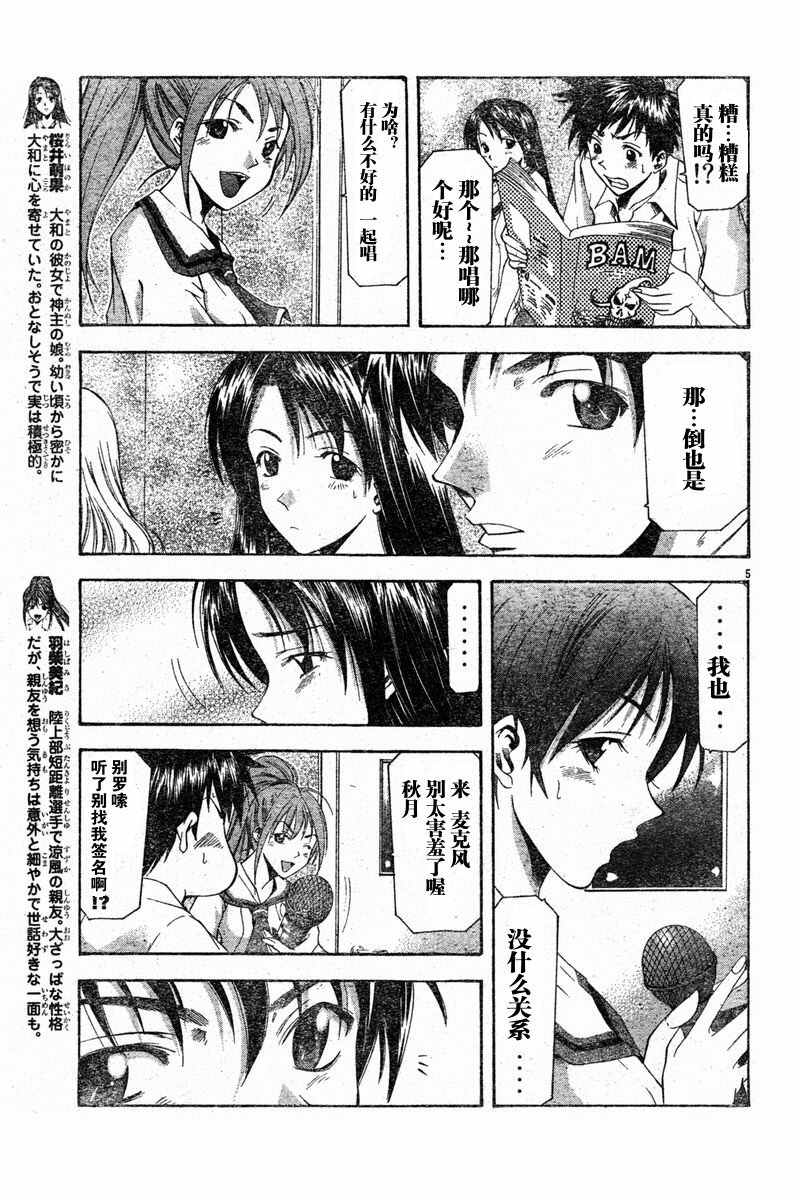 糟…糟糕
真的吗?!
BAM
那个~那唱哪
个好呢…
为啥?
有什么不好的 一起唱
那…倒也是
5
....我也..
没什么关系....
......
来 麦克风
别太害羞了喔
秋月
别罗嗦
听了别找我签名啊!?
桜井萌果 大和の彼女で神主の娘。幼い頃から密かに
大和に心を寄せていた。おとなしそうで実は積極的。
羽柴美紀 陸上部短距離選手で涼風の親友。大ざっぱな性格
だが、親友を想う気持ちは意外と細やかで世話好きな一面も。